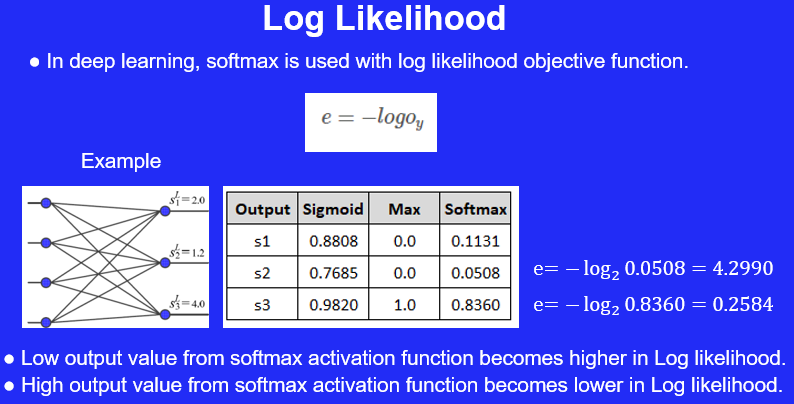 Log Likelihood
● In deep learning, softmax is used with log likelihood objective function.
e = −logo_y
Example
s₁ᴸ=2.0
s₂ᴸ=1.2
s₃ᴸ=4.0
Output Sigmoid Max Softmax
s1 0.8808 0.0 0.1131
s2 0.7685 0.0 0.0508
s3 0.9820 1.0 0.8360
e= − log₂ 0.0508 = 4.2990
e= − log₂ 0.8360 = 0.2584
● Low output value from softmax activation function becomes higher in Log likelihood.
● High output value from softmax activation function becomes lower in Log likelihood.